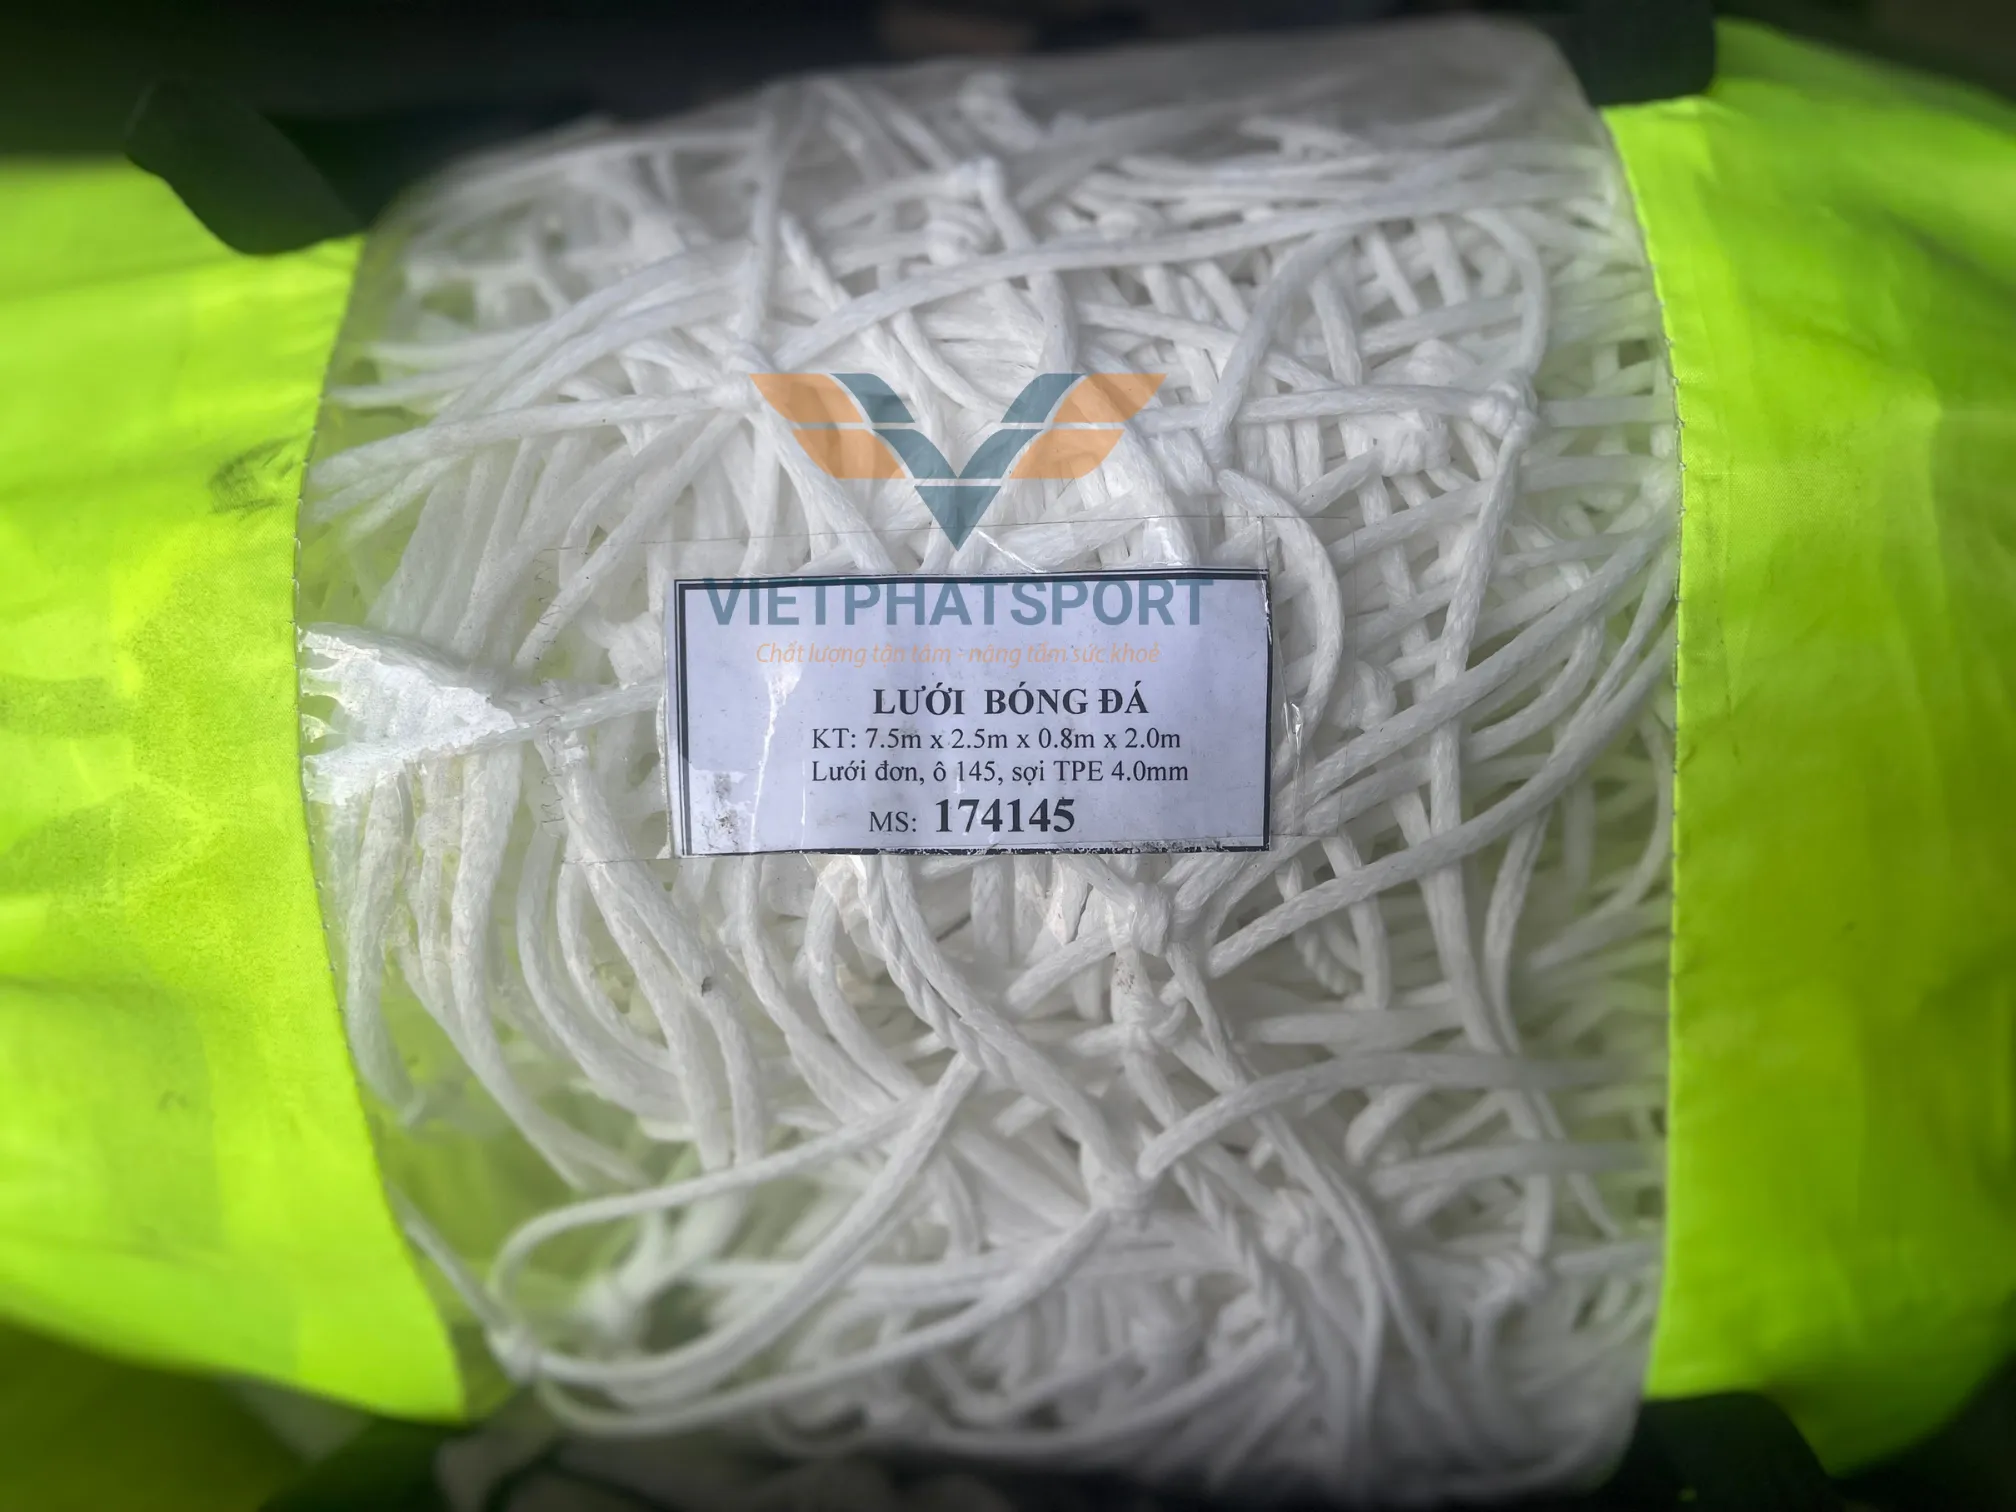 VIETPHATSPORT
Chất lượng tận tâm - nâng tầm sức khoẻ
LƯỚI BÓNG ĐÁ
KT: 7.5m x 2.5m x 0.8m x 2.0m
Lưới đơn, ô 145, sợi TPE 4.0mm
MS: 174145